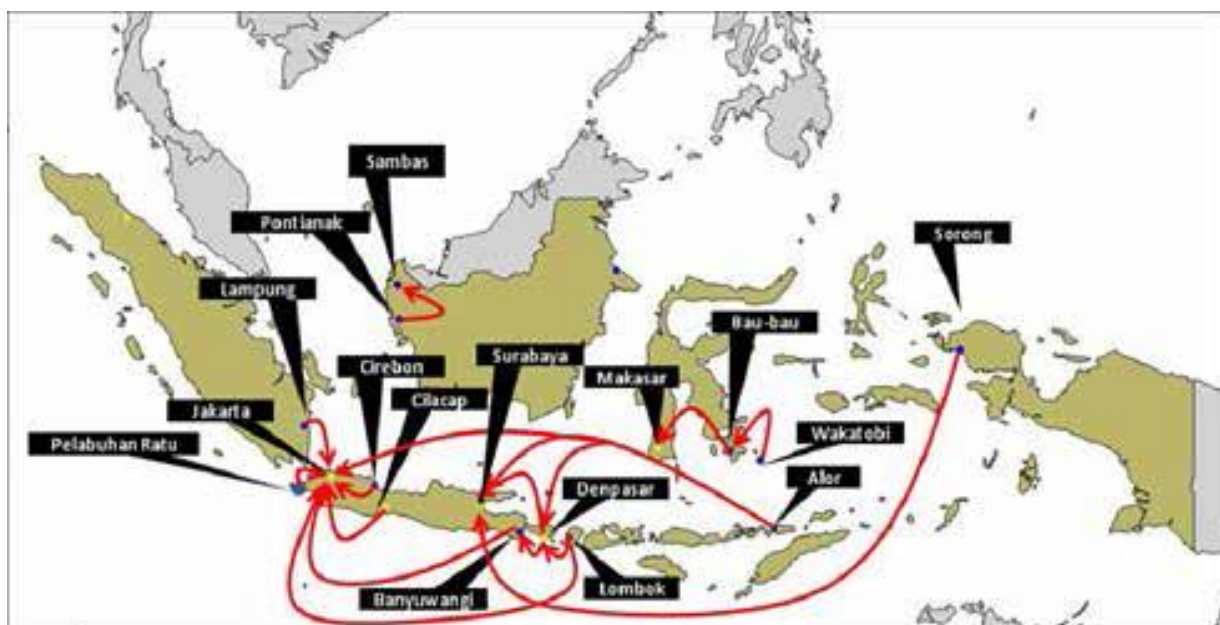 Sambas
Pontianak
Sorong
Lampung
Bau-bau
Surabaya
Cirebon
Makasar
Cilacap
Jakarta
Pelabuhan Ratu
Wakatobi
Alor
Denpasar
Lombok
Banyuwangi